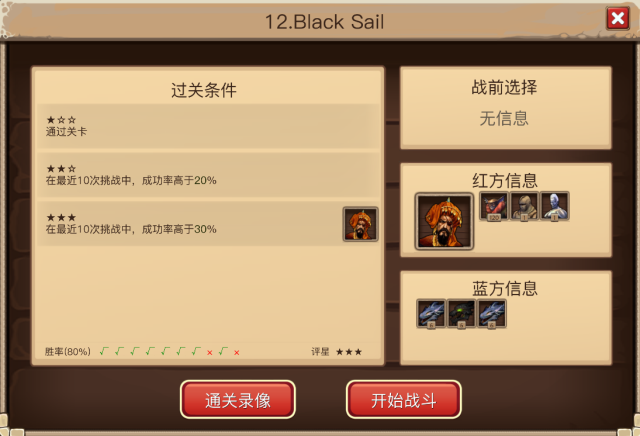 12.Black Sail
过关条件
★☆☆
通过关卡
★★☆
在最近10次挑战中，成功率高于20%
★★★
在最近10次挑战中，成功率高于30%
胜率(80%) √ √ √ √ √ √ √ × √ ×
评星 ★★★
战前选择
无信息
红方信息
蓝方信息
通关录像
开始战斗